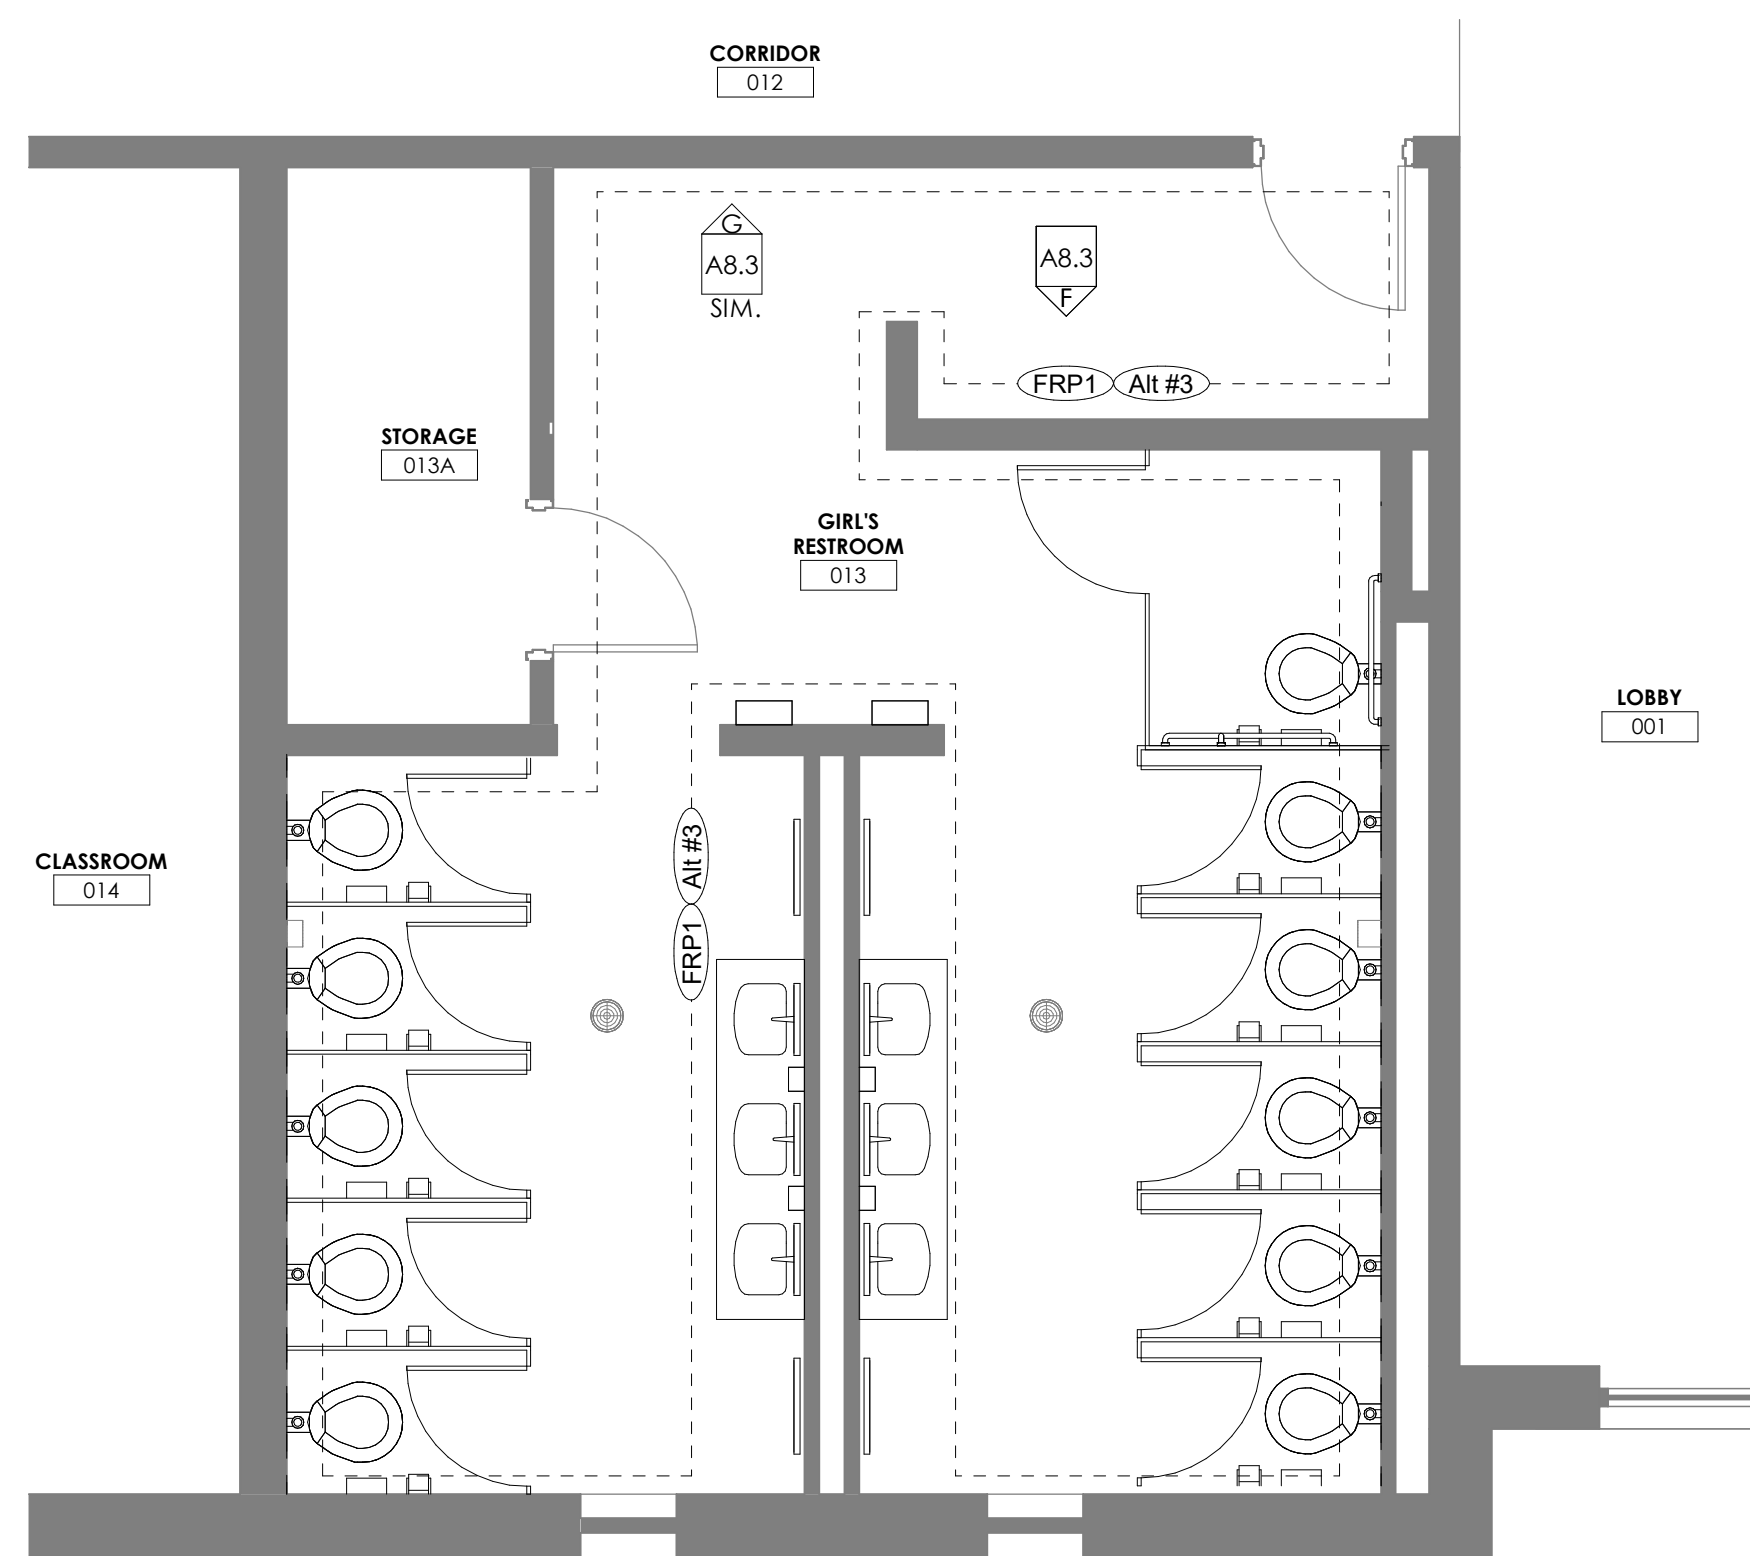 CORRIDOR
012
G
A8.3
SIM.
A8.3
F
FRP1 Alt #3
STORAGE
013A
GIRL'S
RESTROOM
013
LOBBY
001
CLASSROOM
014
FRP1 Alt #3